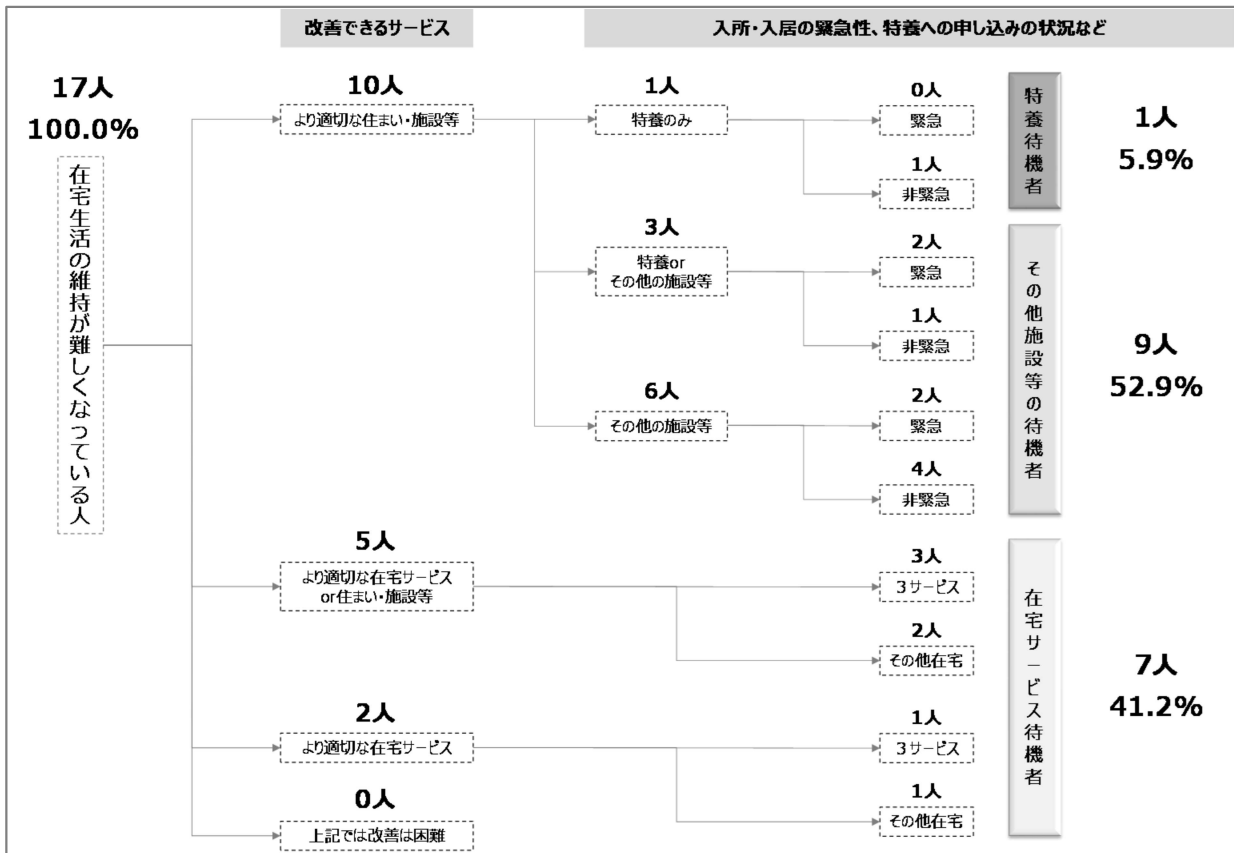 改善できるサービス
入所・入居の緊急性、特養への申し込みの状況など
17人
100.0%
在宅生活の維持が難しくなっている人
10人
より適切な住まい・施設等
1人
特養のみ
0人
緊急
1人
非緊急
特養待機者
1人
5.9%
3人
特養or
その他の施設等
2人
緊急
1人
非緊急
6人
その他の施設等
2人
緊急
4人
非緊急
その他施設等の待機者
9人
52.9%
5人
より適切な在宅サービス
or住まい・施設等
3人
3サービス
2人
その他在宅
2人
より適切な在宅サービス
1人
3サービス
1人
その他在宅
0人
上記では改善は困難
在宅サービス待機者
7人
41.2%